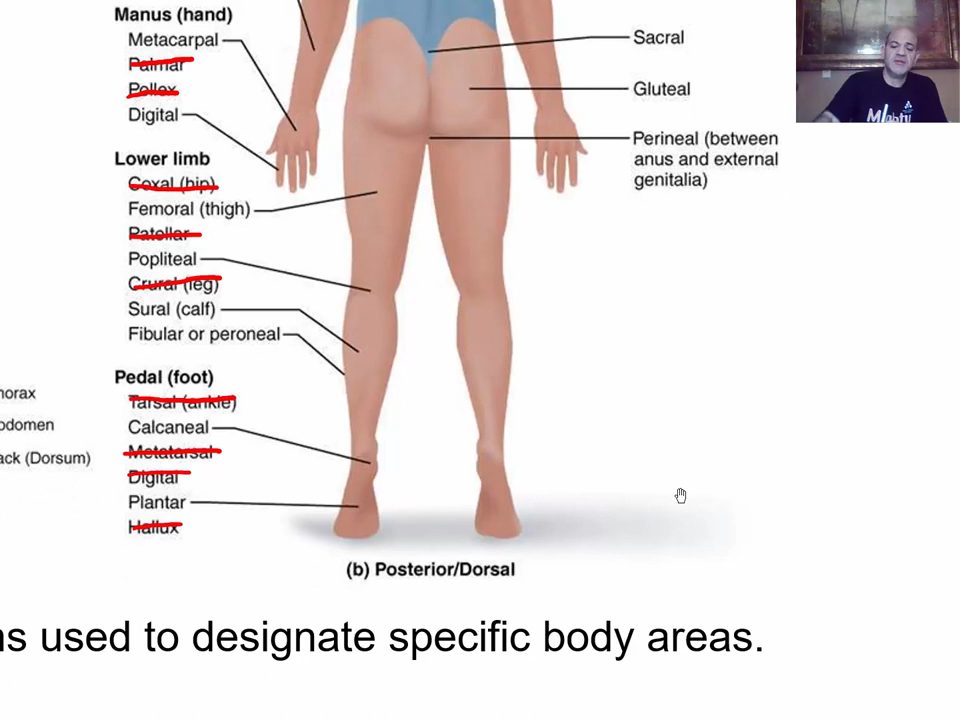 Manus (hand)
Metacarpal
Palmar
Pollex
Digital
Lower limb
Coxal (hip)
Femoral (thigh)
Patellar
Popliteal
Crural (leg)
Sural (calf)
Fibular or peroneal
Pedal (foot)
Tarsal (ankle)
Calcaneal
Metatarsal
Digital
Plantar
Hallux
horax
bdomen
ack (Dorsum)
Sacral
Gluteal
Perineal (between
anus and external
genitalia)
(b) Posterior/Dorsal
ns used to designate specific body areas.